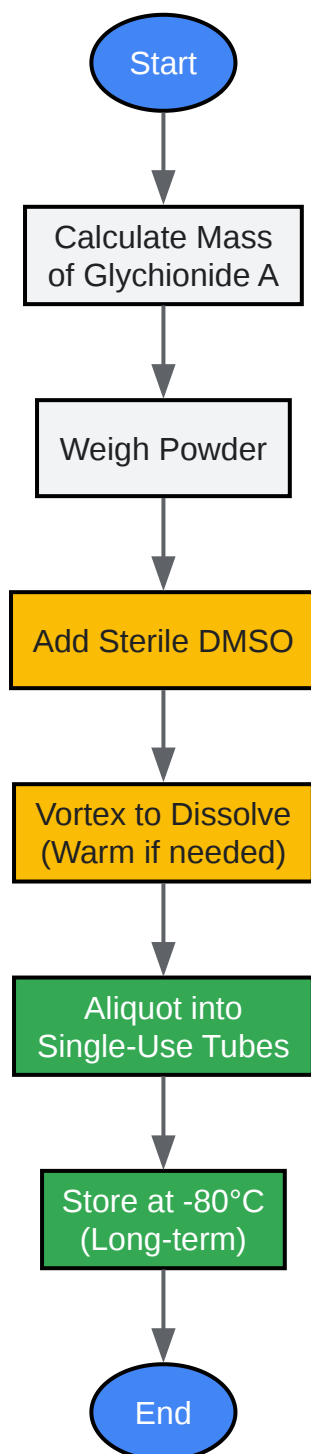 Start
Calculate Mass
of Glychionide A
Weigh Powder
Add Sterile DMSO
Vortex to Dissolve
(Warm if needed)
Aliquot into
Single-Use Tubes
Store at -80°C
(Long-term)
End